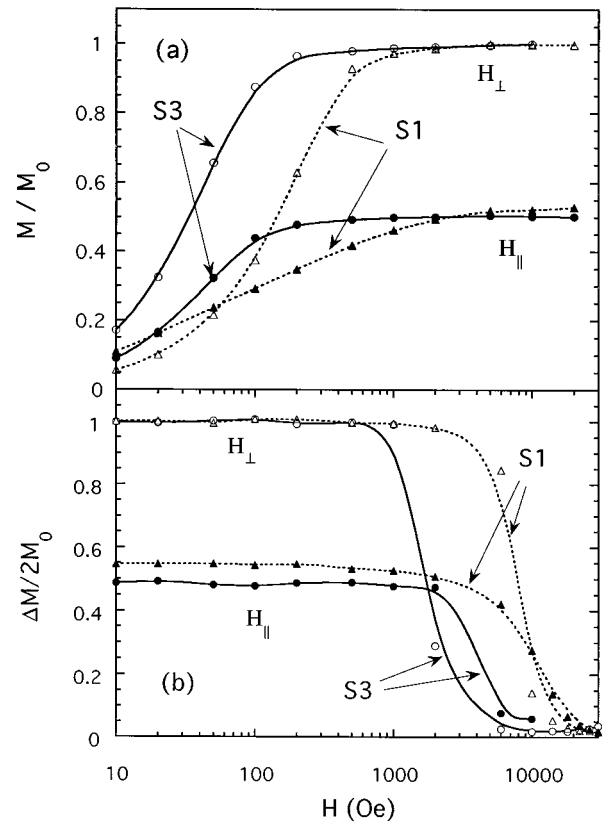 (a)
1
H⊥
0.8
S3
S1
0.6
M / M₀
0.4
H∥
0.2
0
1
H⊥
S1
0.8
0.6
ΔM/2M₀
0.4
H∥
0.2
S3
(b)
0
10 100 1000 10000
H (Oe)